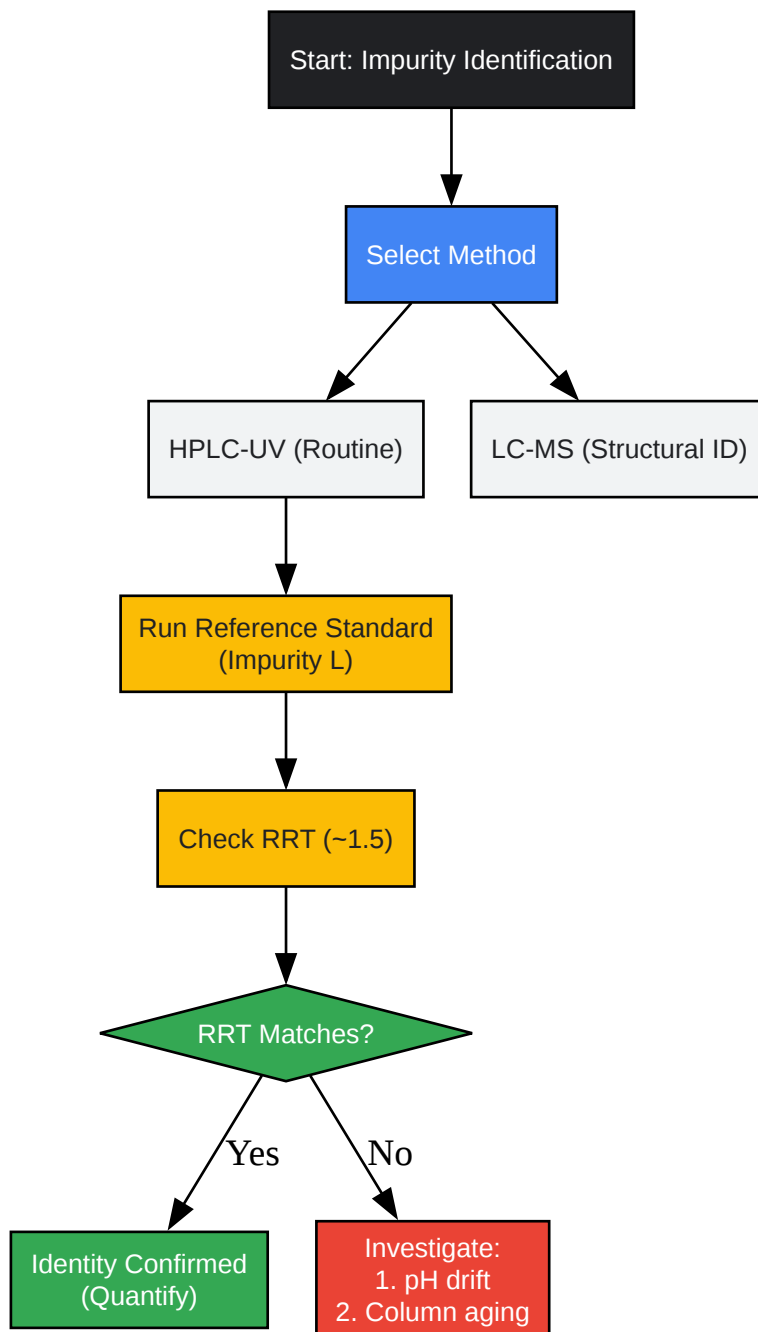 Start: Impurity Identification
Select Method
HPLC-UV (Routine)
LC-MS (Structural ID)
Run Reference Standard
(Impurity L)
Check RRT (~1.5)
RRT Matches?
Yes
No
Identity Confirmed
(Quantify)
Investigate:
1. pH drift
2. Column aging